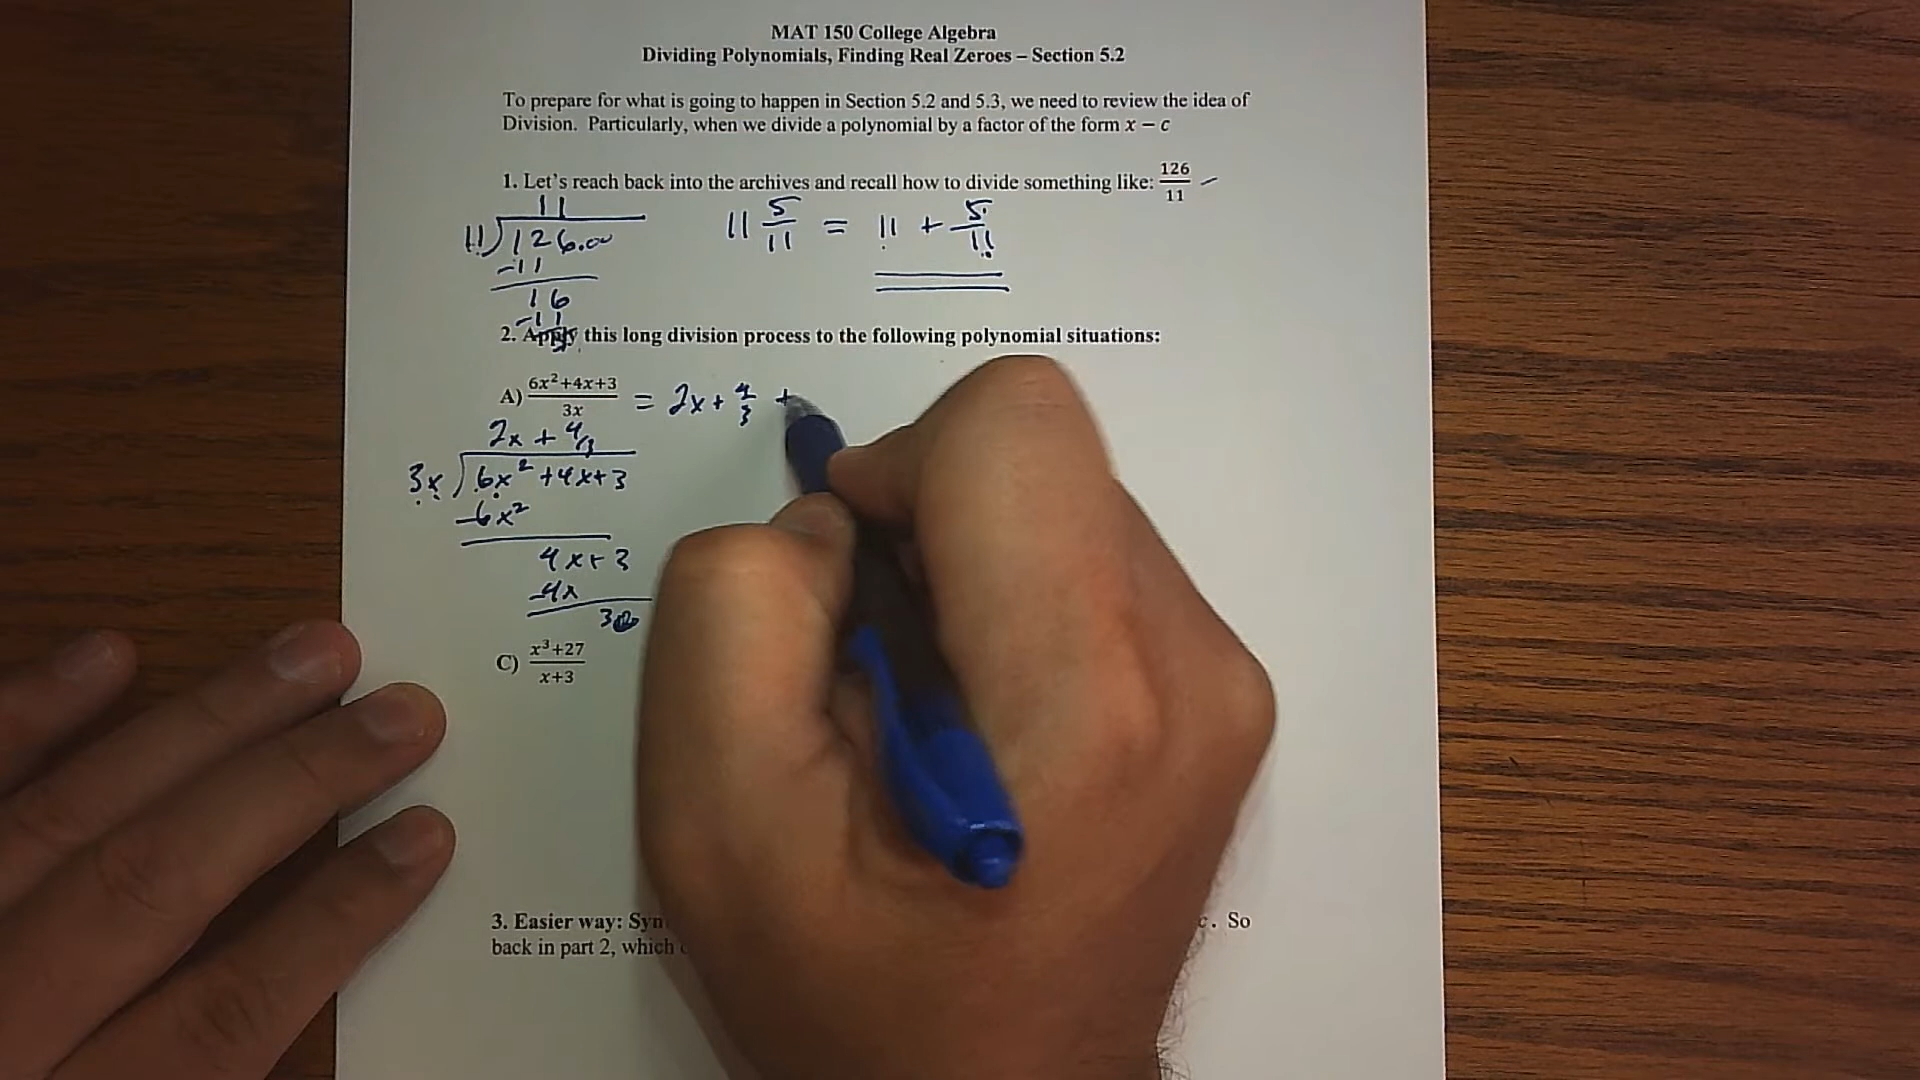 MAT 150 College Algebra
Dividing Polynomials, Finding Real Zeroes – Section 5.2
To prepare for what is going to happen in Section 5.2 and 5.3, we need to review the idea of
Division. Particularly, when we divide a polynomial by a factor of the form x – c
1. Let's reach back into the archives and recall how to divide something like: 126/11
11
11)126.00
11 5/11 = 11 + 5/11
-11
16
-11
5
2. Apply this long division process to the following polynomial situations:
A) 6x²+4x+3/3x = 2x + 4/3 +
2x + 4/3
3x)6x² +4x+3
-6x²
4x+3
-4x
3
C) x³+27/x+3
3. Easier way: Syn
c. So
back in part 2, which